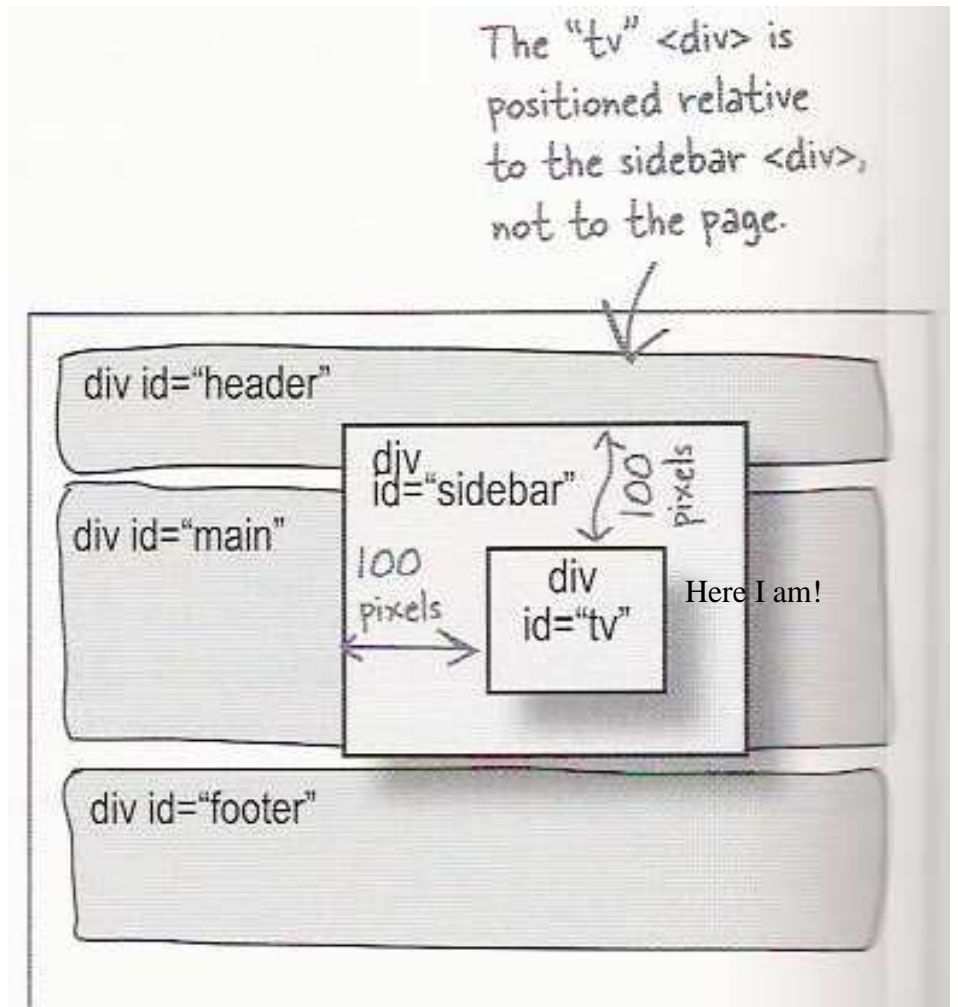 The “tv” <div> is
positioned relative
to the sidebar <div>,
not to the page.
div id=“header”
div
id=“sidebar”
100
pixels
div id=“main”
100
pixels
div
id=“tv”
Here I am!
div id=“footer”